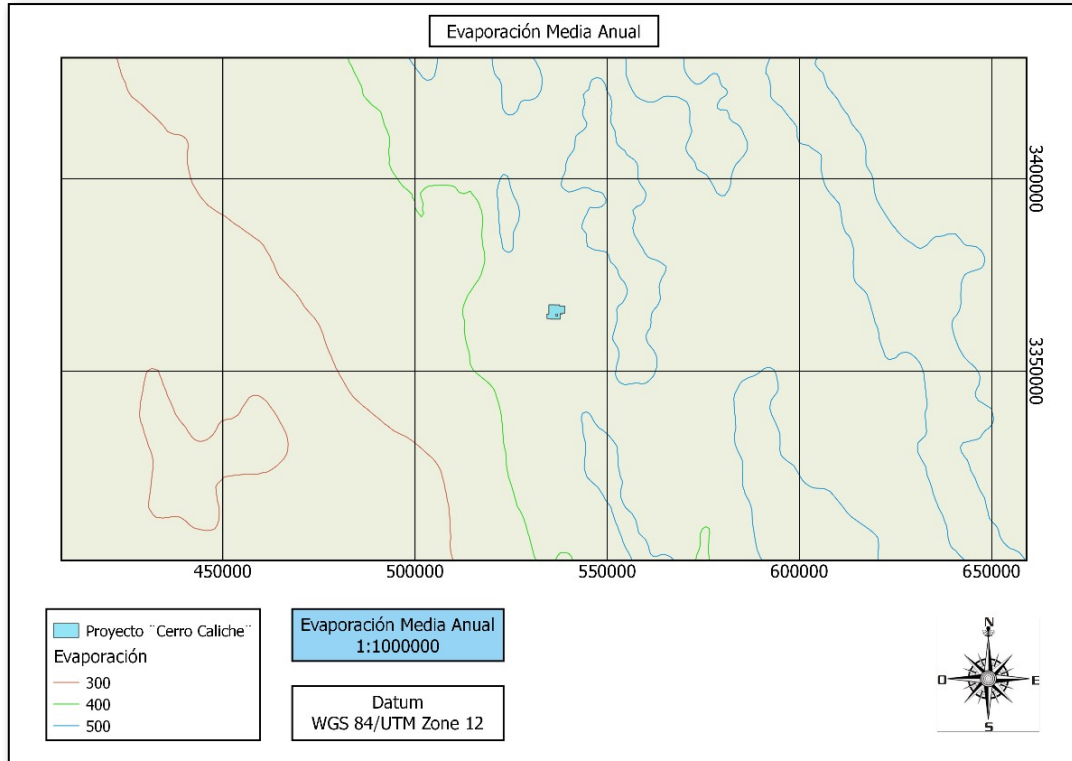 Evaporación Media Anual
3400000
3350000
450000
500000
550000
600000
650000
Proyecto ¨Cerro Caliche¨
Evaporación
300
400
500
Evaporación Media Anual
1:1000000
Datum
WGS 84/UTM Zone 12
N
O
E
S